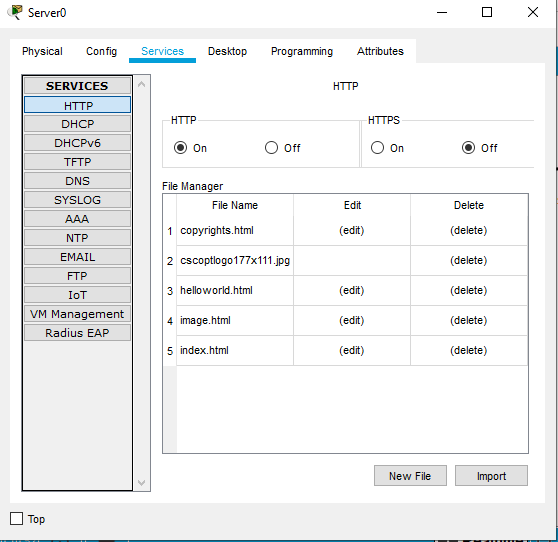 Server0
Physical Config Services Desktop Programming Attributes
SERVICES
HTTP
DHCP
DHCPv6
TFTP
DNS
SYSLOG
AAA
NTP
EMAIL
FTP
IoT
VM Management
Radius EAP
HTTP
HTTP
On Off
HTTPS
On Off
File Manager
File Name Edit Delete
1 copyrights.html (edit) (delete)
2 cscoptlogo177x111.jpg (delete)
3 helloworld.html (edit) (delete)
4 image.html (edit) (delete)
5 index.html (edit) (delete)
New File Import
Top